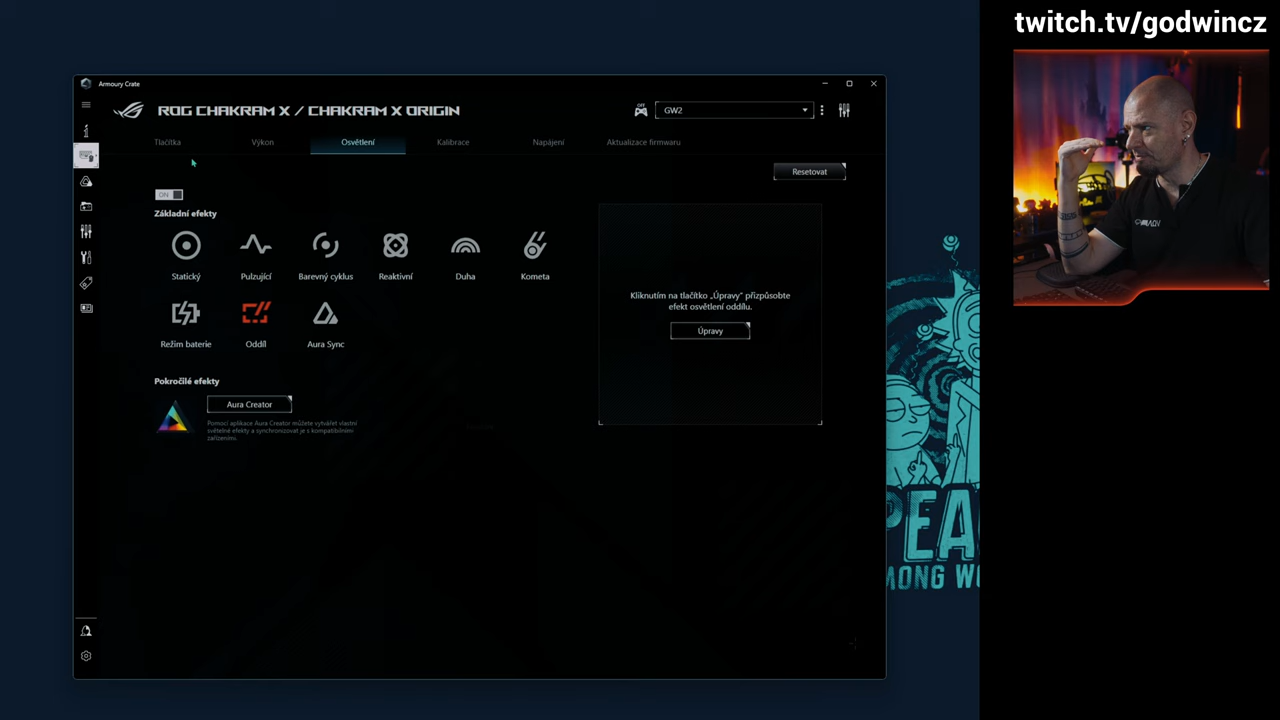 twitch.tv/godwincz
Armoury Crate
ROG CHAKRAM X / CHAKRAM X ORIGIN
OFF
GW2
Tlačítka
Výkon
Osvětlení
Kalibrace
Napájení
Aktualizace firmwaru
Resetovat
ON
Základní efekty
Statický
Pulzující
Barevný cyklus
Reaktivní
Duha
Kometa
Režim baterie
Oddíl
Aura Sync
Kliknutím na tlačítko „Úpravy" přizpůsobte
efekt osvětlení oddílu.
Úpravy
Pokročilé efekty
Aura Creator
Pomocí aplikace Aura Creator můžete vytvářet vlastní
světelné efekty a synchronizovat je s kompatibilními
zařízeními.
PEA
MONG WO